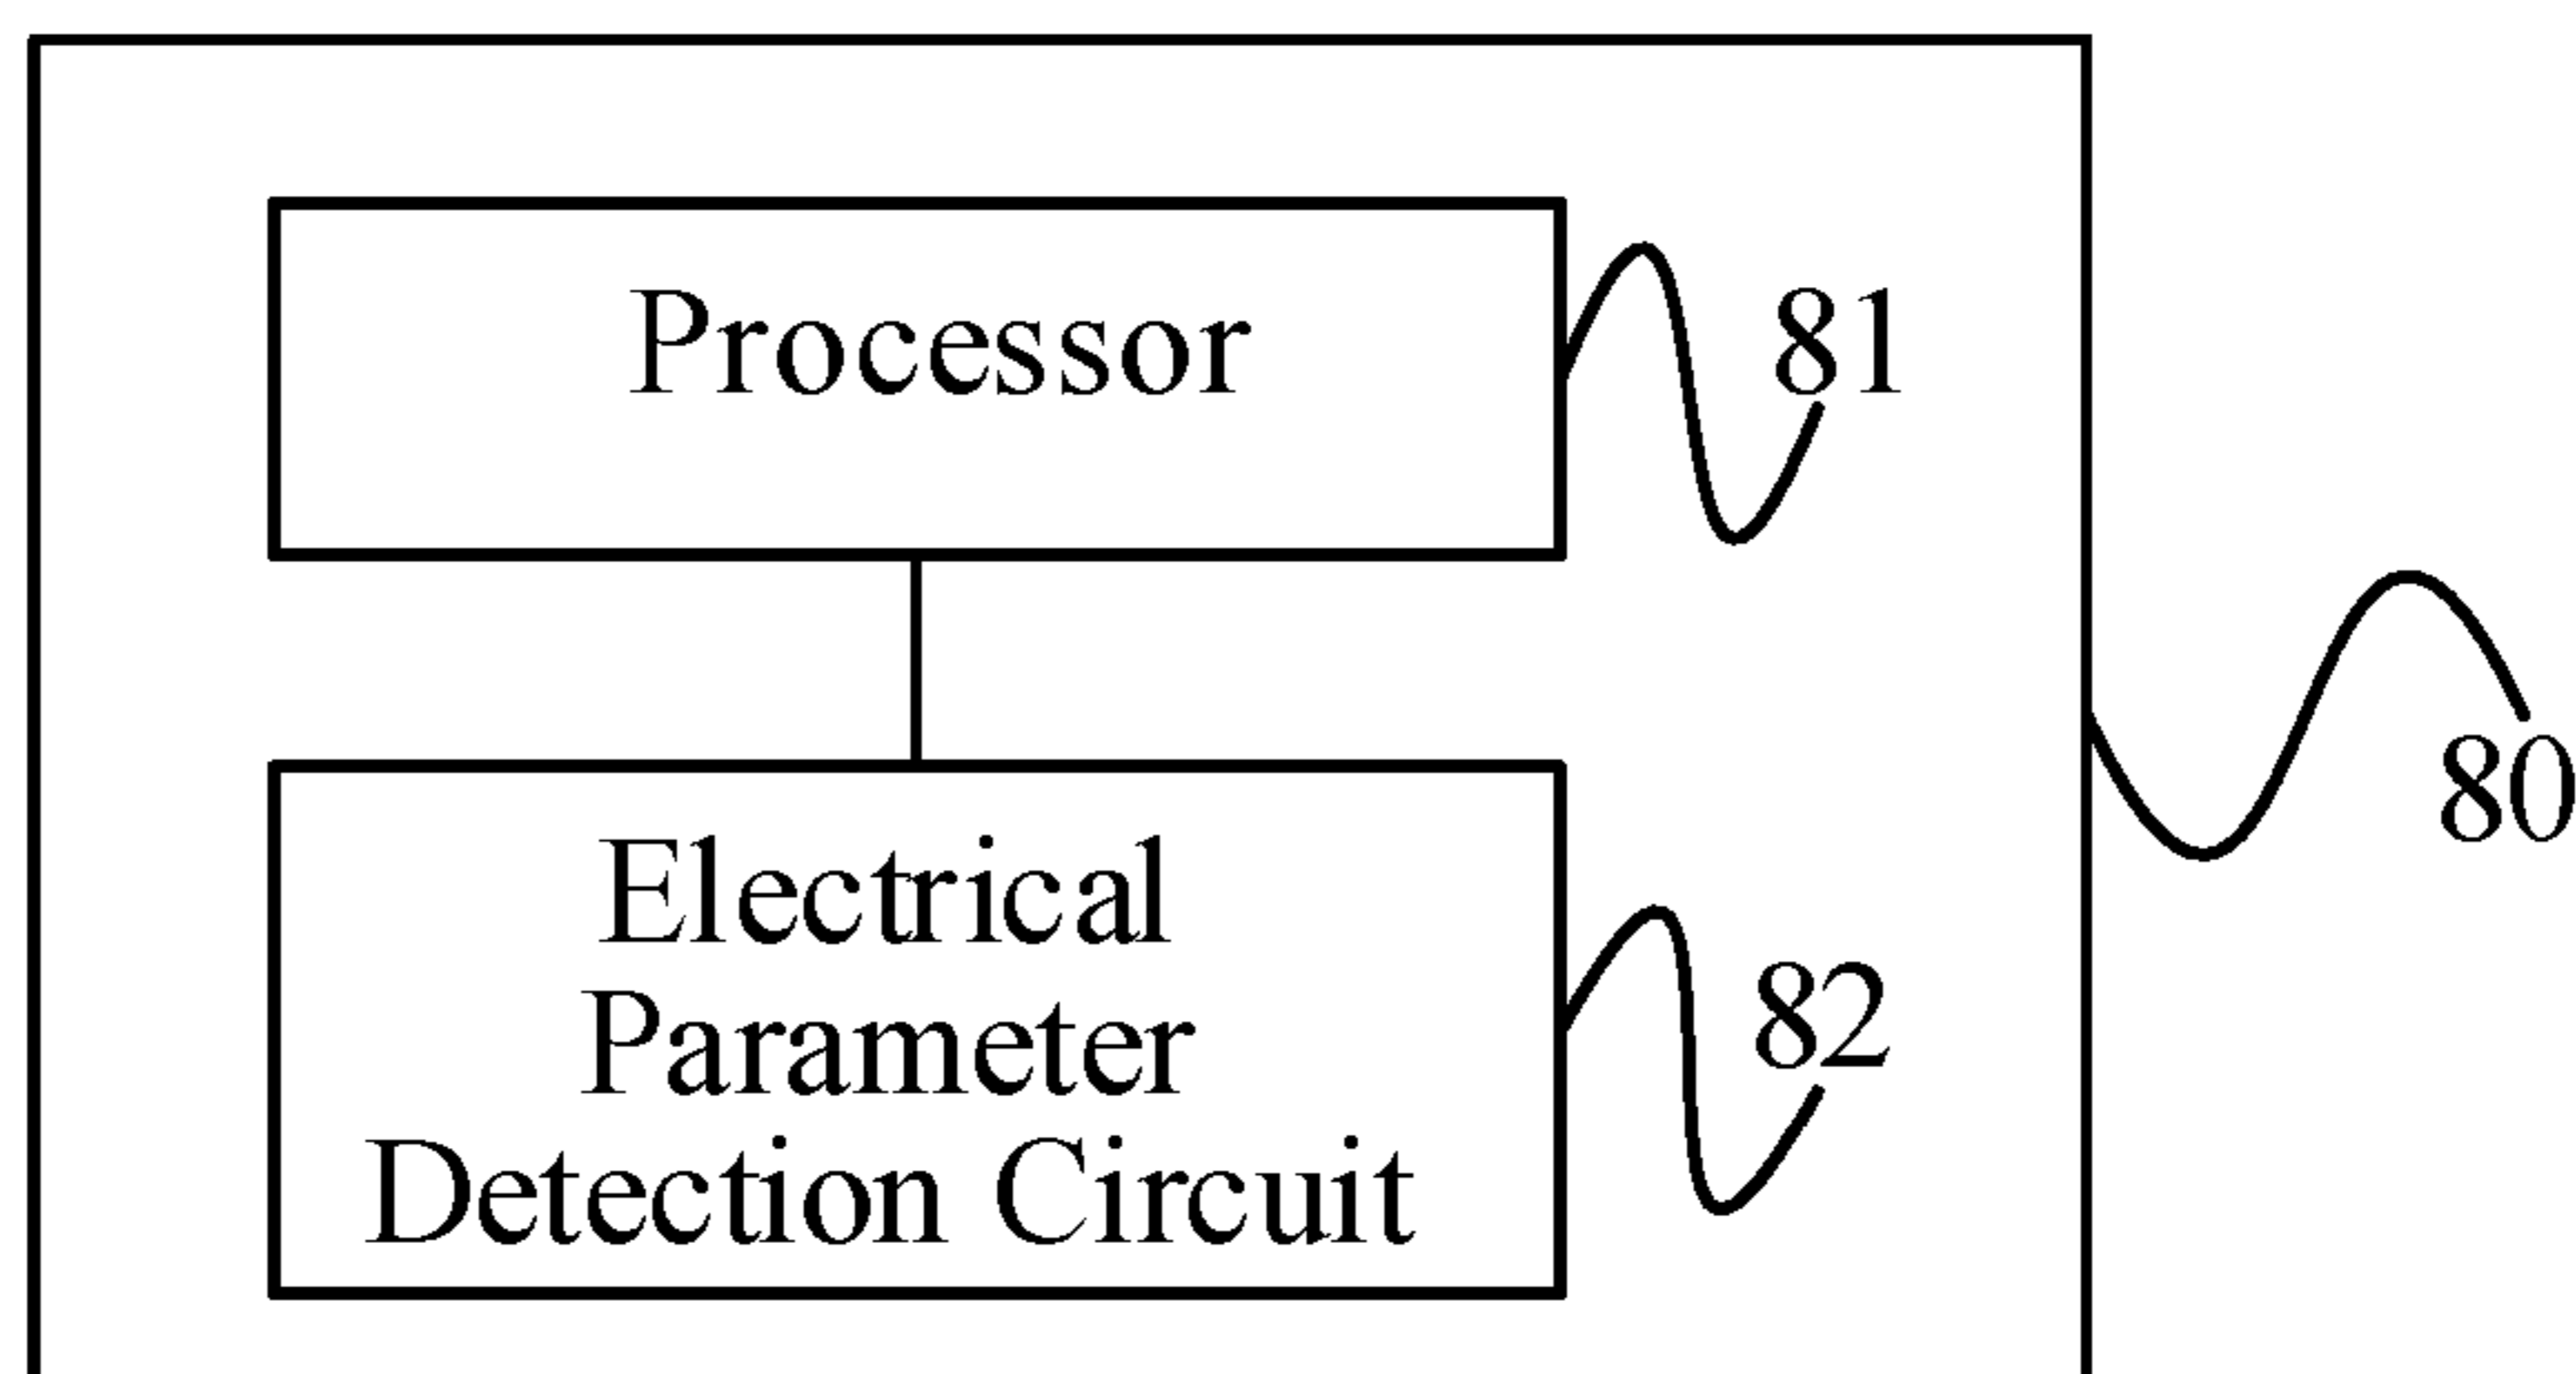 Processor
81
80
Electrical
Parameter
Detection Circuit
82